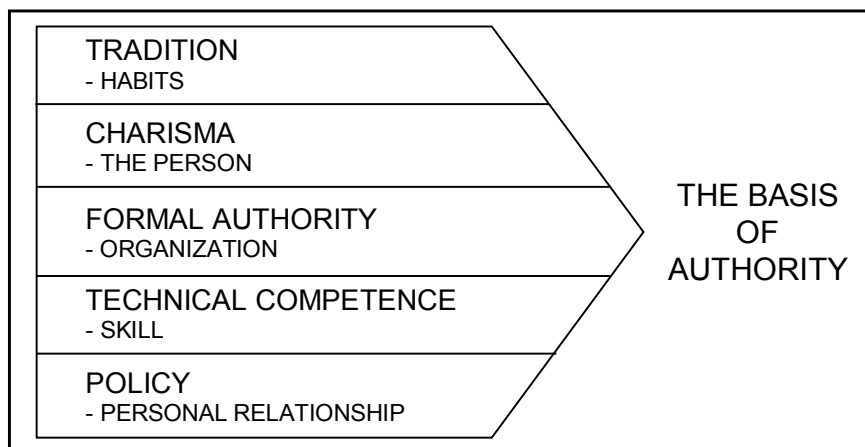 TRADITION
- HABITS
CHARISMA
- THE PERSON
FORMAL AUTHORITY
- ORGANIZATION
TECHNICAL COMPETENCE
- SKILL
POLICY
- PERSONAL RELATIONSHIP
THE BASIS
OF
AUTHORITY